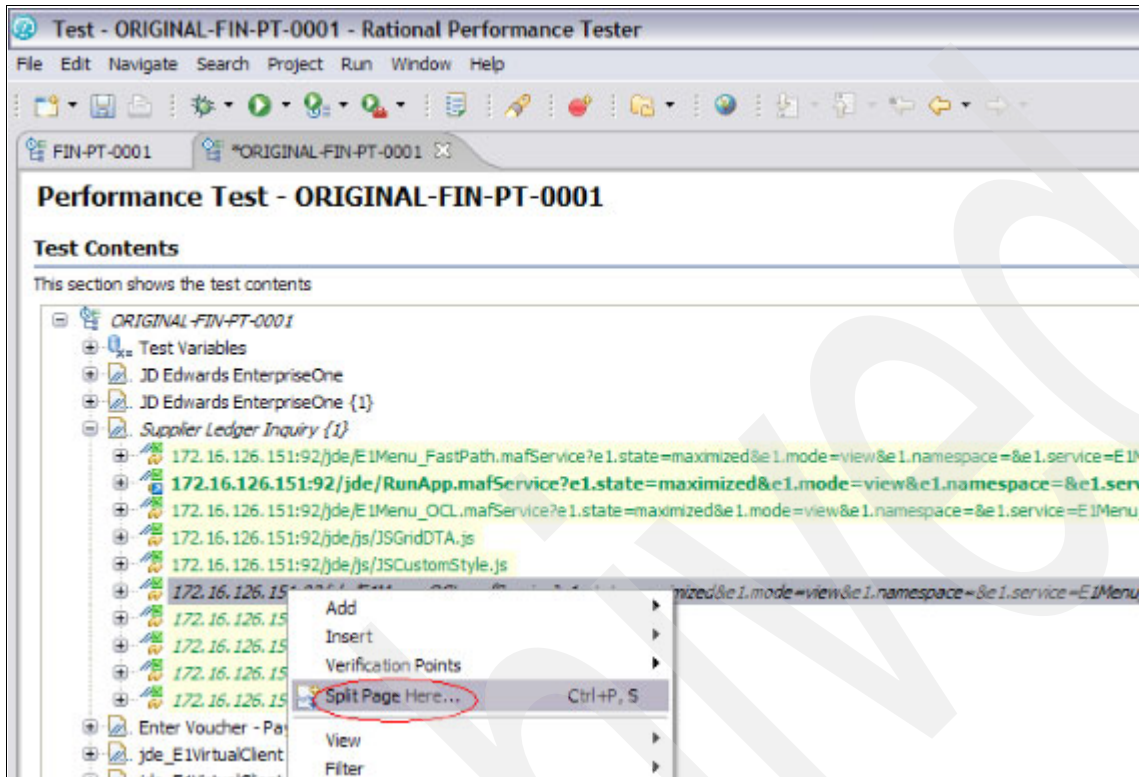 Test - ORIGINAL-FIN-PT-0001 - Rational Performance Tester
File Edit Navigate Search Project Run Window Help
FIN-PT-0001 *ORIGINAL-FIN-PT-0001
Performance Test - ORIGINAL-FIN-PT-0001
Test Contents
This section shows the test contents
ORIGINAL-FIN-PT-0001
Test Variables
JD Edwards EnterpriseOne
JD Edwards EnterpriseOne {1}
Supplier Ledger Inquiry {1}
172.16.126.151:92/jde/E1Menu_FastPath.mafService?e1.state=maximized&e1.mode=view&e1.namespace=&e1.service=E1M
172.16.126.151:92/jde/RunApp.mafService?e1.state=maximized&e1.mode=view&e1.namespace=&e1.serv
172.16.126.151:92/jde/E1Menu_OCL.mafService?e1.state=maximized&e1.mode=view&e1.namespace=&e1.service=E1Menu
172.16.126.151:92/jde/js/JSGridDTA.js
172.16.126.151:92/jde/js/JSCustomStyle.js
172.16.126.15 mized&e1.mode=view&e1.namespace=&e1.service=E1Menu
Add
172.16.126.15
Insert
172.16.126.15
Verification Points
172.16.126.15
172.16.126.15 Split Page Here... Ctrl+P, S
Enter Voucher - Pay
View
jde_E1VirtualClient
Filter